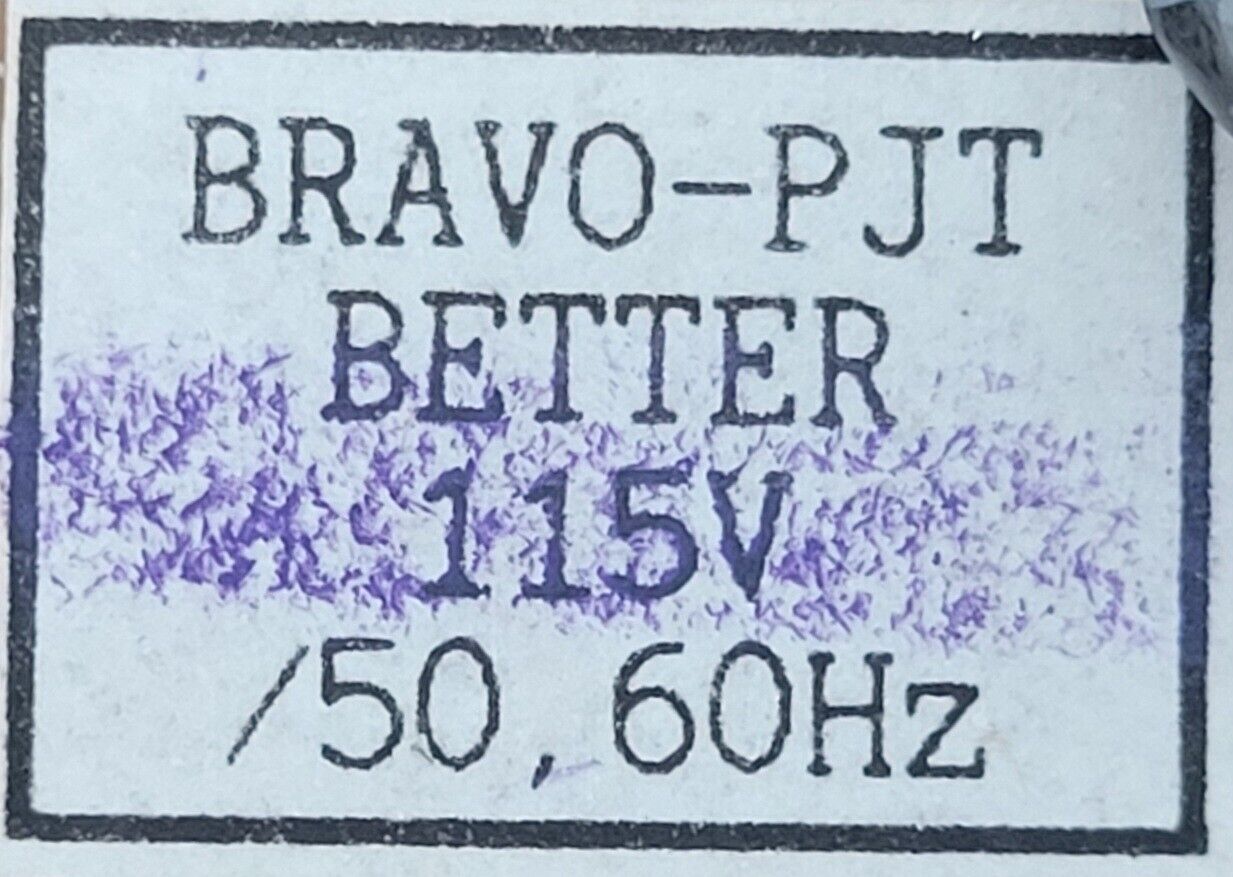 BRAVO-PJT
BETTER
115V
/50,60Hz